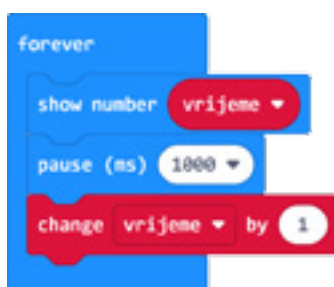 forever
show number vrijeme
pause (ms) 1000
change vrijeme by 1